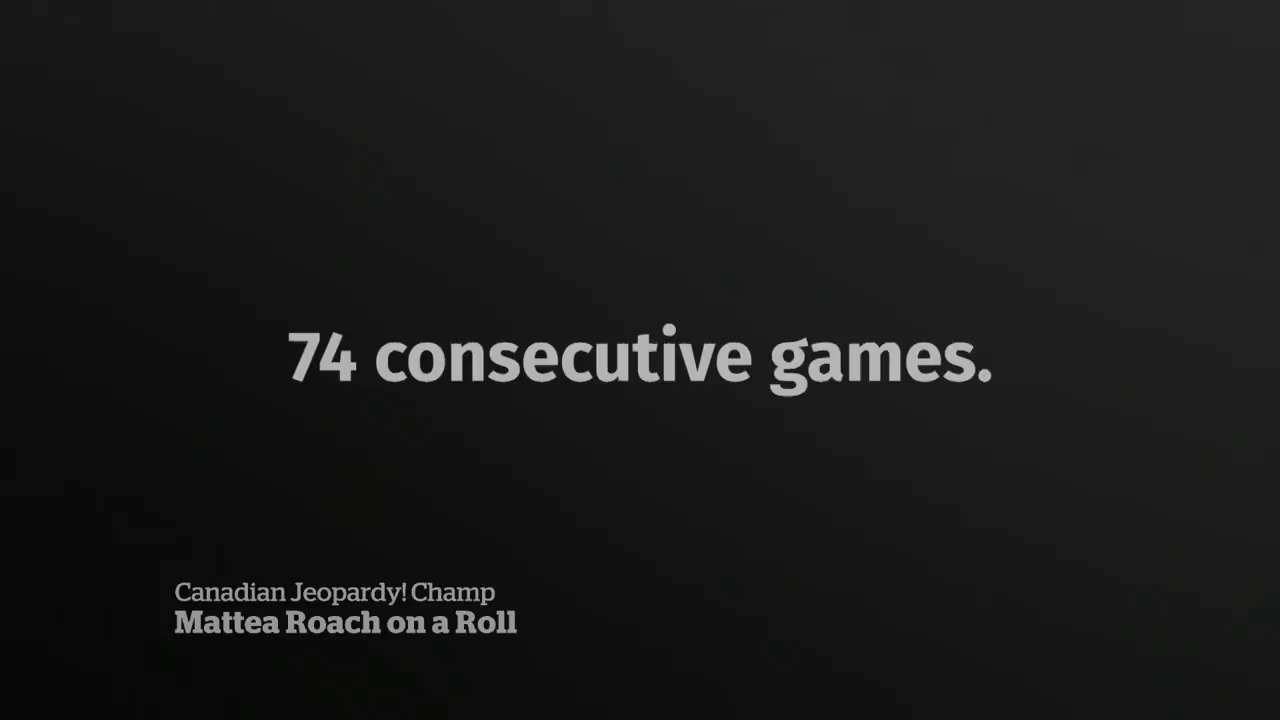 74 consecutive games.
Canadian Jeopardy! Champ
Mattea Roach on a Roll